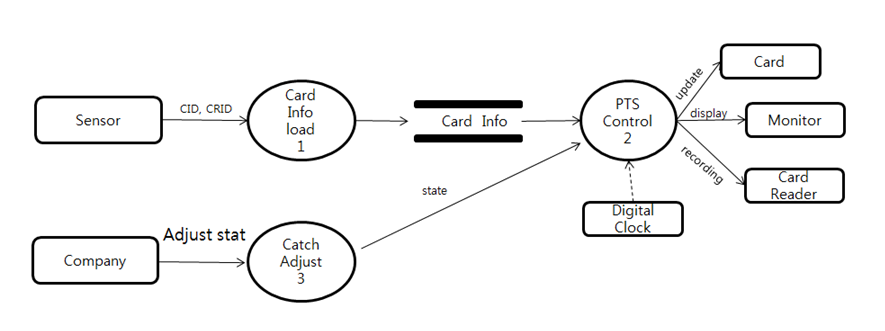 Sensor
CID, CRID
Card
Info
load
1
Card Info
PTS
Control
2
update
display
recording
Card
Monitor
Card
Reader
Digital
Clock
state
Company
Adjust stat
Catch
Adjust
3